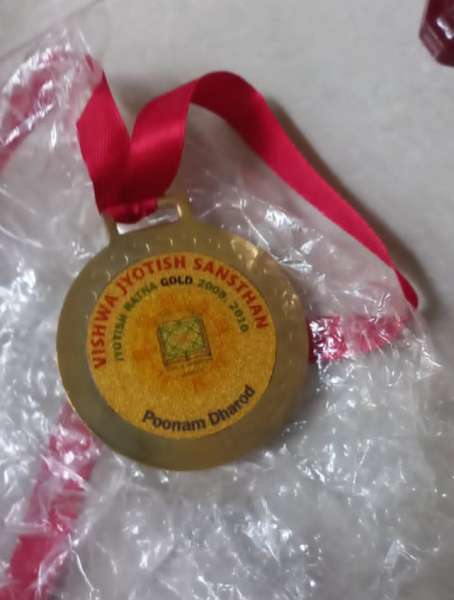 VISHWA JYOTISH SANSTHAN
JYOTISH RATNA GOLD 2009, 2010
Poonam Dharod